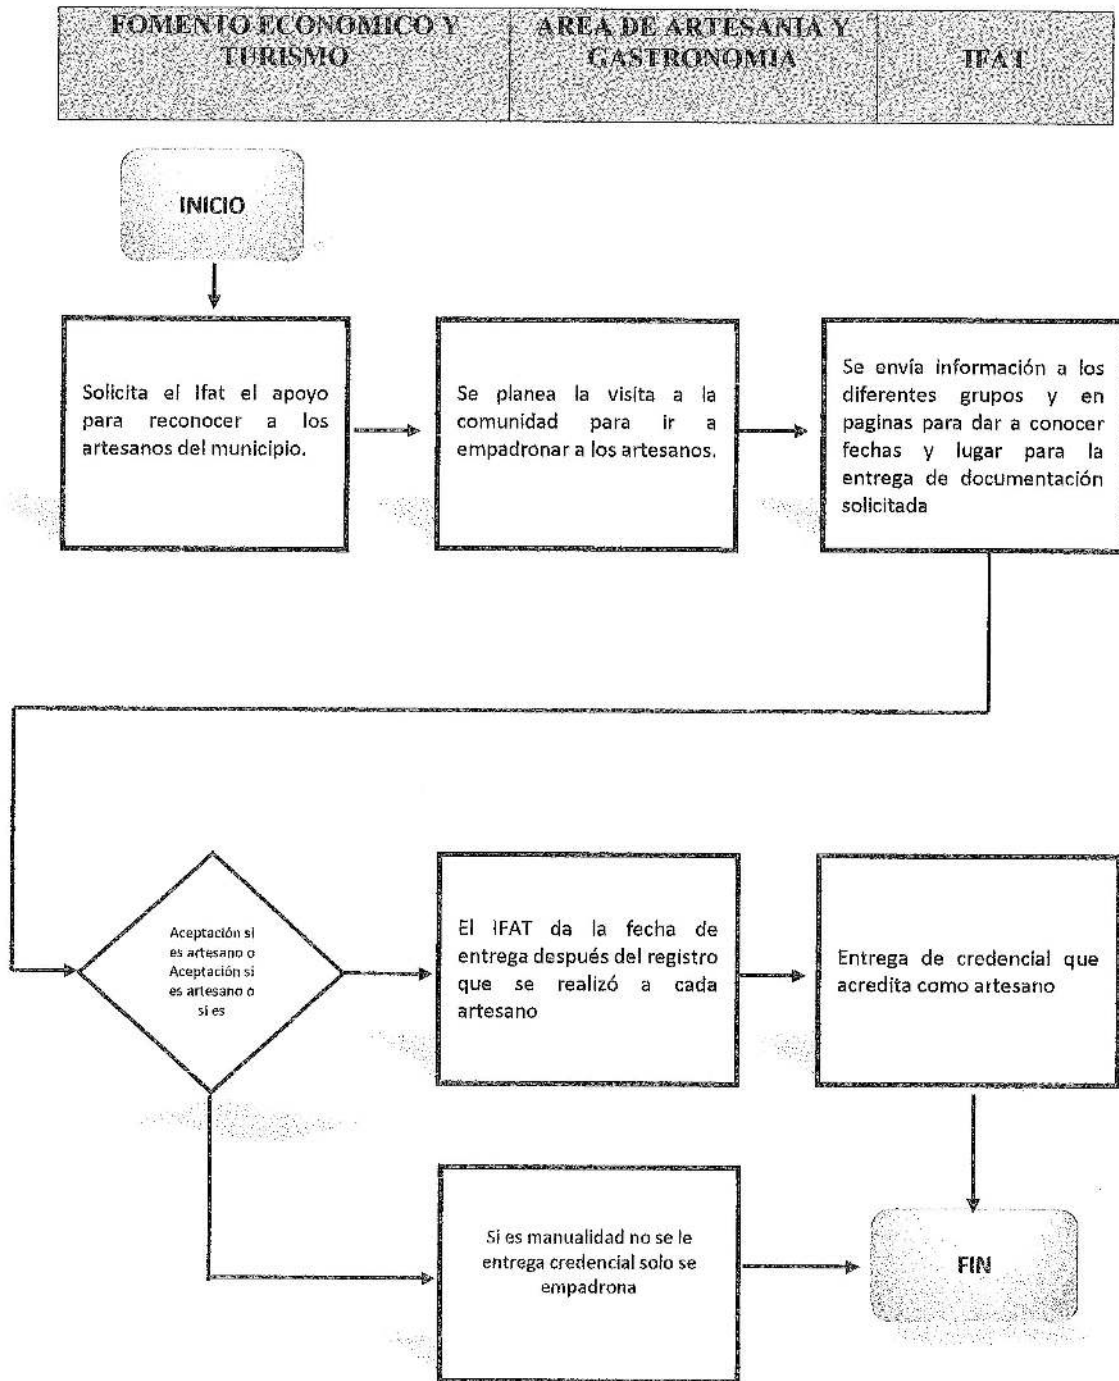 FOMENTO ECONOMICO Y
TURISMO
AREA DE ARTESANIA Y
GASTRONOMIA
IFAT
INICIO
Solicita el Ifat el apoyo
para reconocer a los
artesanos del municipio.
Se planea la visita a la
comunidad para ir a
empadronar a los artesanos.
Se envía información a los
diferentes grupos y en
paginas para dar a conocer
fechas y lugar para la
entrega de documentación
solicitada
Aceptación si
es artesano o
Aceptación si
es artesano o
si es
El IFAT da la fecha de
entrega después del registro
que se realizó a cada
artesano
Entrega de credencial que
acredita como artesano
Si es manualidad no se le
entrega credencial solo se
empadrona
FIN